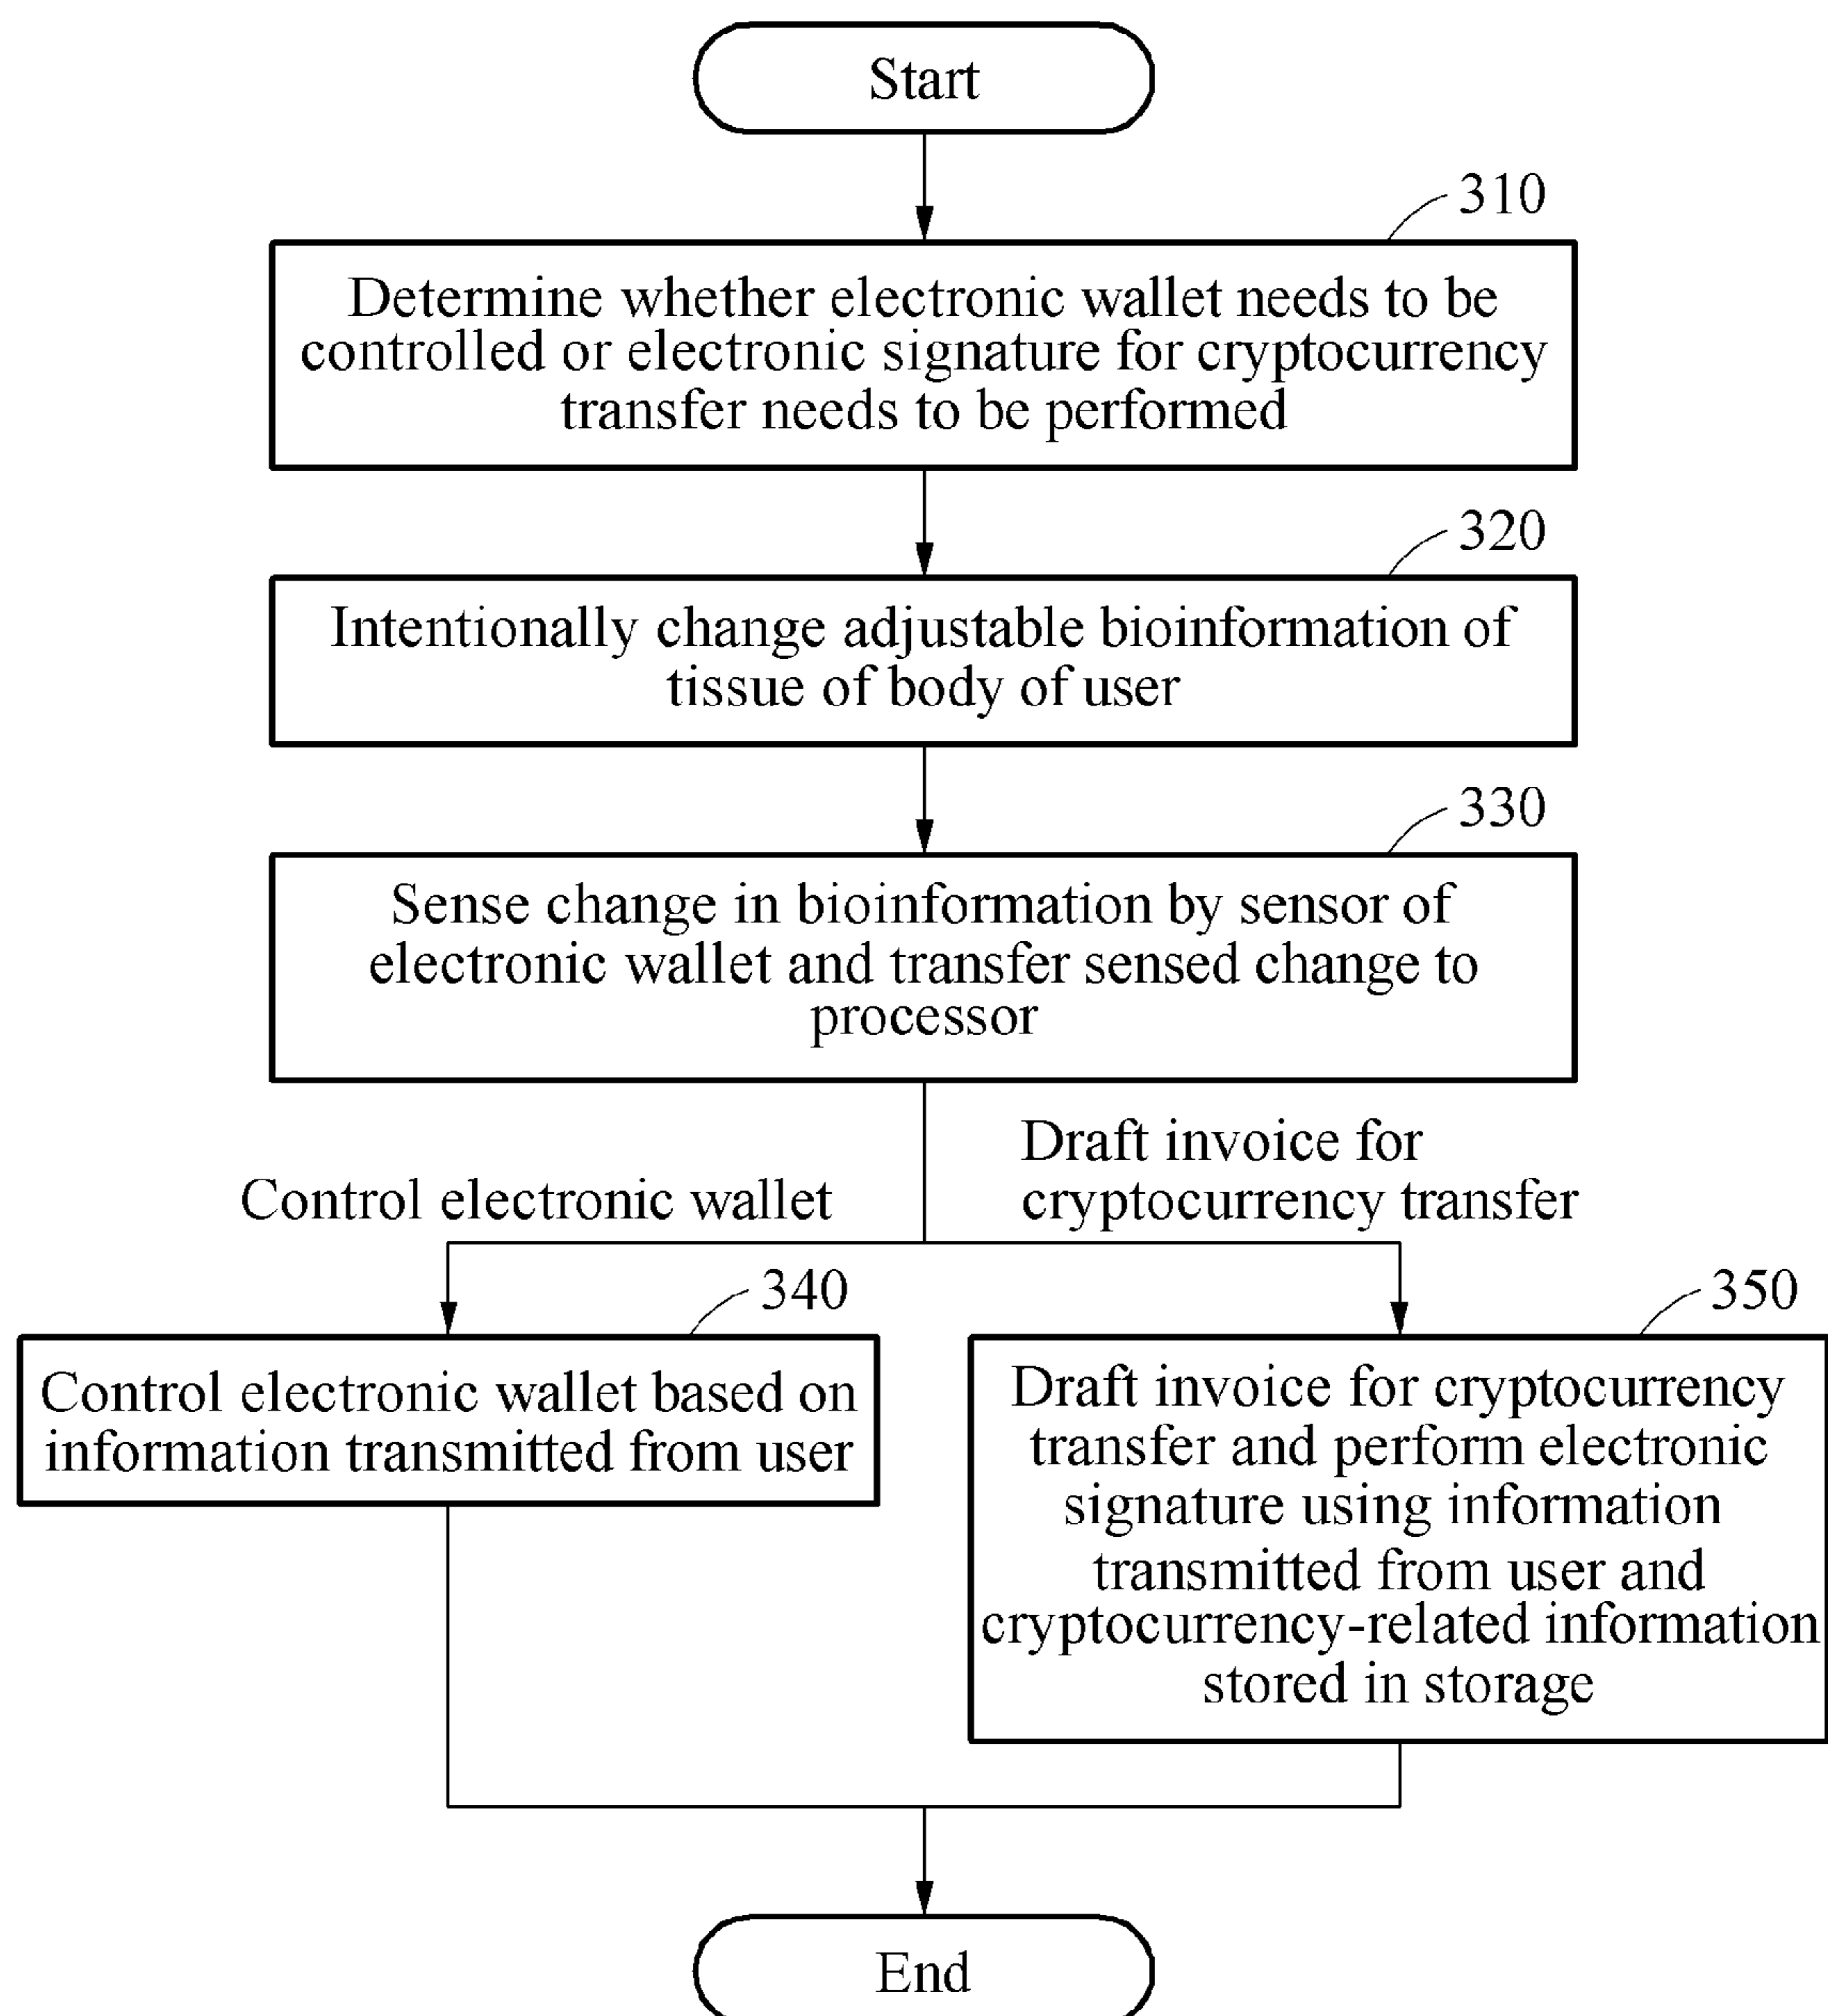 Start
310
Determine whether electronic wallet needs to be
controlled or electronic signature for cryptocurrency
transfer needs to be performed
320
Intentionally change adjustable bioinformation of
tissue of body of user
330
Sense change in bioinformation by sensor of
electronic wallet and transfer sensed change to
processor
Control electronic wallet
Draft invoice for
cryptocurrency transfer
340
Control electronic wallet based on
information transmitted from user
350
Draft invoice for cryptocurrency
transfer and perform electronic
signature using information
transmitted from user and
cryptocurrency-related information
stored in storage
End